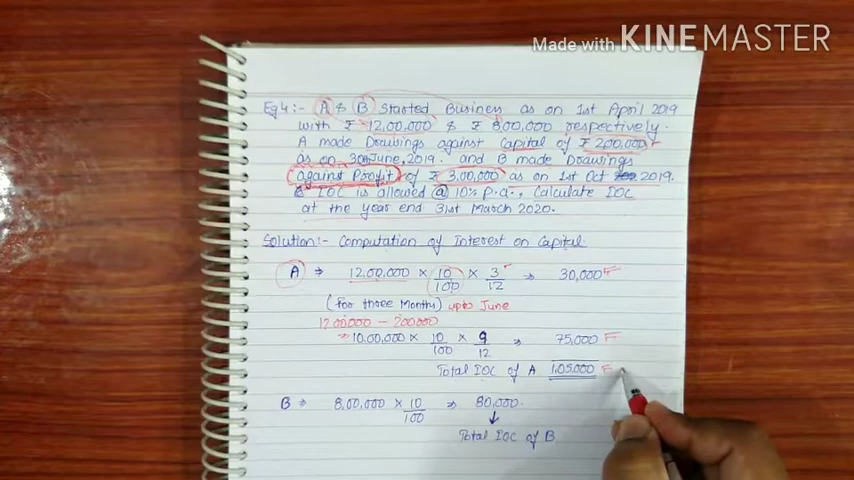 Made with KINEMASTER
Eg4:- A & B Started Business as on 1st April 2019
with ₹ 12,00,000 & ₹ 800,000 respectively.
A made Drawings against Capital of ₹ 200,000
as on 30th June, 2019. and B made Drawings
against Profit of ₹ 3,00,000 as on 1st Oct 2019.
IOC is allowed @ 10% p.a., Calculate IOC
at the year end 31st March 2020.
Solution:- Computation of Interest on Capital
A ⇒ 12,00,000 × 10/100 × 3/12 ⇒ 30,000
(For three Months) upto June
1200000 - 200000
⇒ 10,00,000 × 10/100 × 9/12 ⇒ 75,000
Total IOC of A 1,05,000
B ⇒ 8,00,000 × 10/100 ⇒ 80,000
↓
Total IOC of B